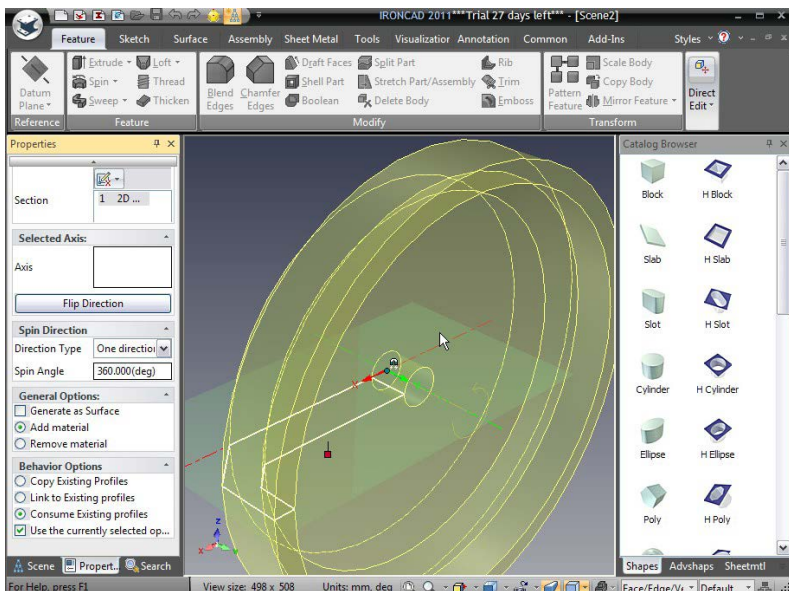 IRONCAD 2011***Trial 27 days left*** - [Scene2]
Feature Sketch Surface Assembly Sheet Metal Tools Visualizatior Annotation Common Add-Ins Styles
Datum Plane
Extrude Loft
Spin Thread
Sweep Thicken
Blend Edges
Chamfer Edges
Draft Faces
Shell Part
Boolean
Split Part
Stretch Part/Assembly
Delete Body
Rib
Trim
Emboss
Pattern Feature
Scale Body
Copy Body
Mirror Feature
Direct Edit
Reference Feature Modify Transform
Properties
Section
1 2D ...
Selected Axis:
Axis
Flip Direction
Spin Direction
Direction Type One direction
Spin Angle 360.000(deg)
General Options:
Generate as Surface
Add material
Remove material
Behavior Options
Copy Existing Profiles
Link to Existing profiles
Consume Existing profiles
Use the currently selected op...
Scene Propert... Search
X
z
x
Catalog Browser
Block H Block
Slab H Slab
Slot H Slot
Cylinder H Cylinder
Ellipse H Ellipse
Poly H Poly
Shapes Advshaps Sheetmtl
For Help, press F1 View size: 498 x 508 Units: mm, deg Face/Edge/Ve Default